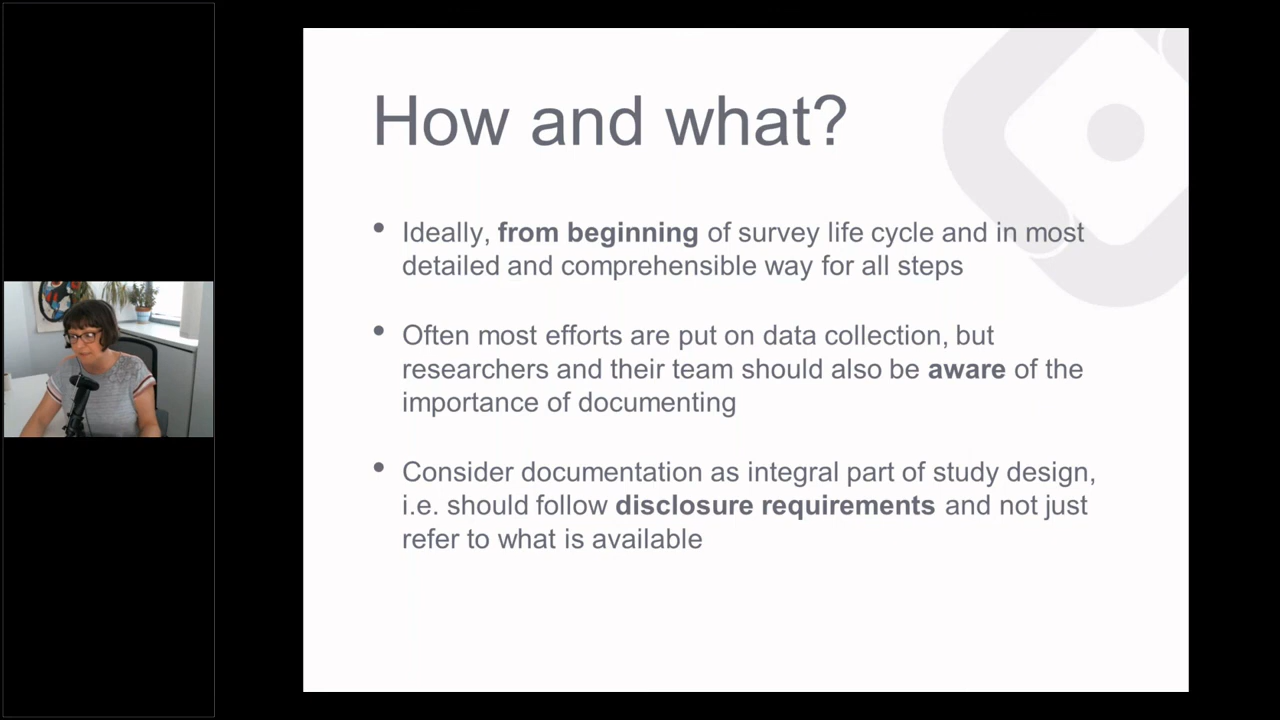 How and what?
• Ideally, from beginning of survey life cycle and in most
detailed and comprehensible way for all steps
• Often most efforts are put on data collection, but
researchers and their team should also be aware of the
importance of documenting
• Consider documentation as integral part of study design,
i.e. should follow disclosure requirements and not just
refer to what is available